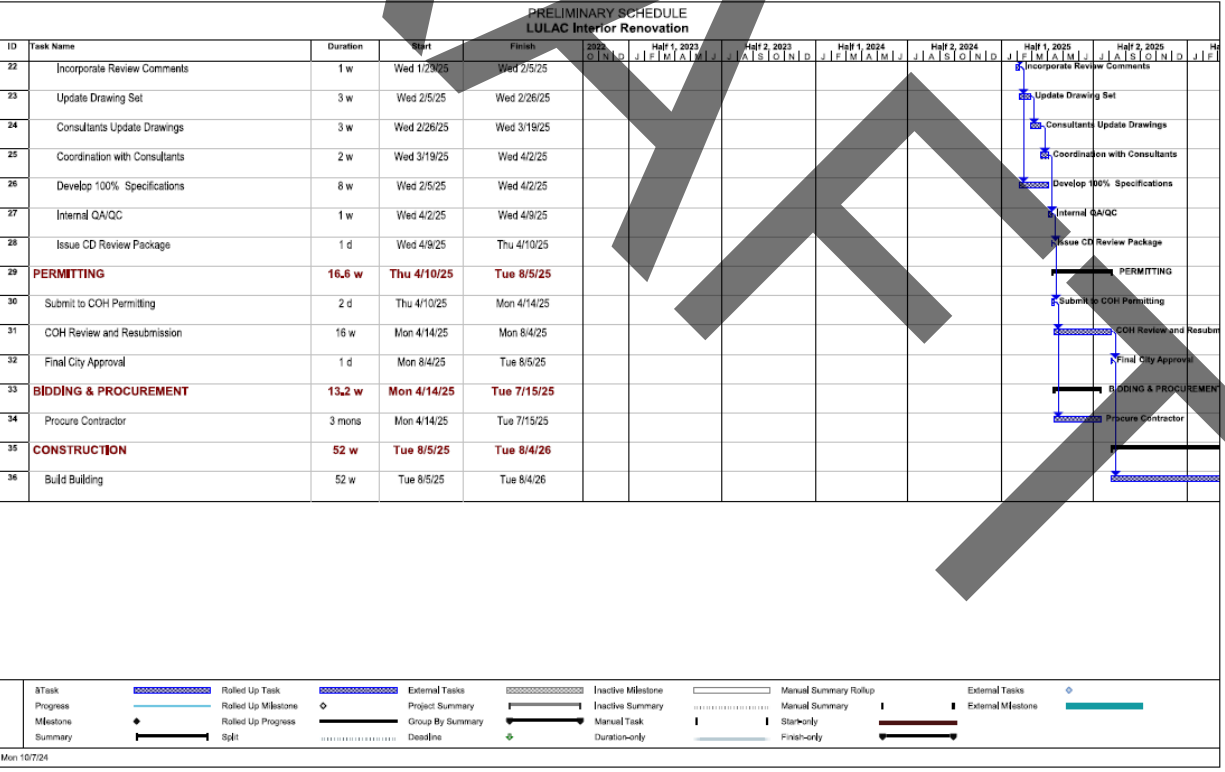 PRELIMINARY SCHEDULE
LULAC Interior Renovation
ID Task Name Duration Start Finish 2022 Half 1, 2023 Half 2, 2023 Half 1, 2024 Half 2, 2024 Half 1, 2025 Half 2, 2025 Ha
O N D J F M A M J J A S O N D J F M A M J J A S O N D J F M A M J J A S O N D J F
22 Incorporate Review Comments 1 w Wed 1/29/25 Wed 2/5/25 Incorporate Review Comments
23 Update Drawing Set 3 w Wed 2/5/25 Wed 2/26/25 Update Drawing Set
24 Consultants Update Drawings 3 w Wed 2/26/25 Wed 3/19/25 Consultants Update Drawings
25 Coordination with Consultants 2 w Wed 3/19/25 Wed 4/2/25 Coordination with Consultants
26 Develop 100% Specifications 8 w Wed 2/5/25 Wed 4/2/25 Develop 100% Specifications
27 Internal QA/QC 1 w Wed 4/2/25 Wed 4/9/25 Internal QA/QC
28 Issue CD Review Package 1 d Wed 4/9/25 Thu 4/10/25 Issue CD Review Package
29 PERMITTING 16.6 w Thu 4/10/25 Tue 8/5/25 PERMITTING
30 Submit to COH Permitting 2 d Thu 4/10/25 Mon 4/14/25 Submit to COH Permitting
31 COH Review and Resubmission 16 w Mon 4/14/25 Mon 8/4/25 COH Review and Resubm
32 Final City Approval 1 d Mon 8/4/25 Tue 8/5/25 Final City Approval
33 BIDDING & PROCUREMENT 13.2 w Mon 4/14/25 Tue 7/15/25 BIDDING & PROCUREMENT
34 Procure Contractor 3 mons Mon 4/14/25 Tue 7/15/25 Procure Contractor
35 CONSTRUCTION 52 w Tue 8/5/25 Tue 8/4/26
36 Build Building 52 w Tue 8/5/25 Tue 8/4/26
âTask Rolled Up Task External Tasks Inactive Milestone Manual Summary Rollup External Tasks
Progress Rolled Up Milestone Project Summary Inactive Summary Manual Summary External Milestone
Milestone Rolled Up Progress Group By Summary Manual Task Start-only
Summary Split Deadline Duration-only Finish-only
Mon 10/7/24